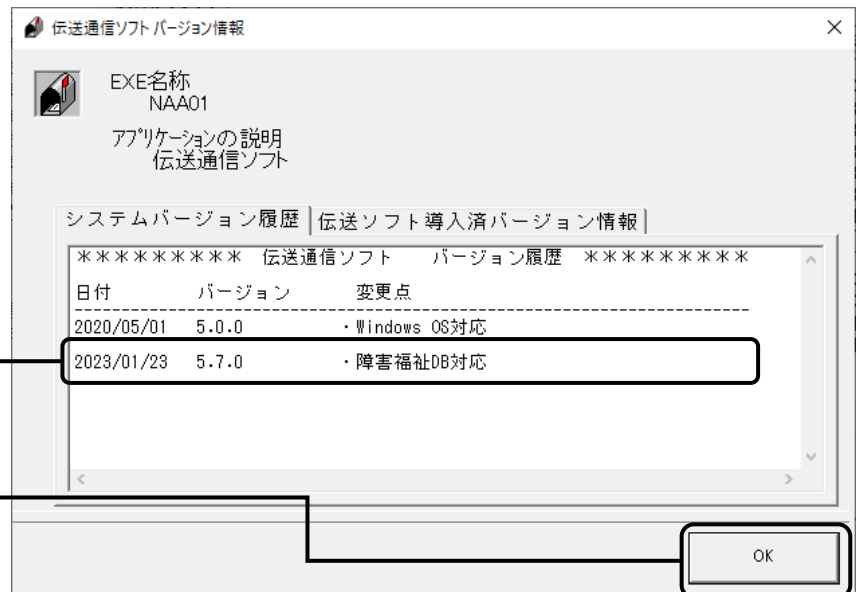 伝送通信ソフト バージョン情報
EXE名称
NAA01
アプリケーションの説明
伝送通信ソフト
システムバージョン履歴 伝送ソフト導入済バージョン情報
********* 伝送通信ソフト バージョン履歴 *********
日付 バージョン 変更点
---------------------------------------------------------------------------
2020/05/01 5.0.0 ・Windows OS対応
2023/01/23 5.7.0 ・障害福祉DB対応
OK